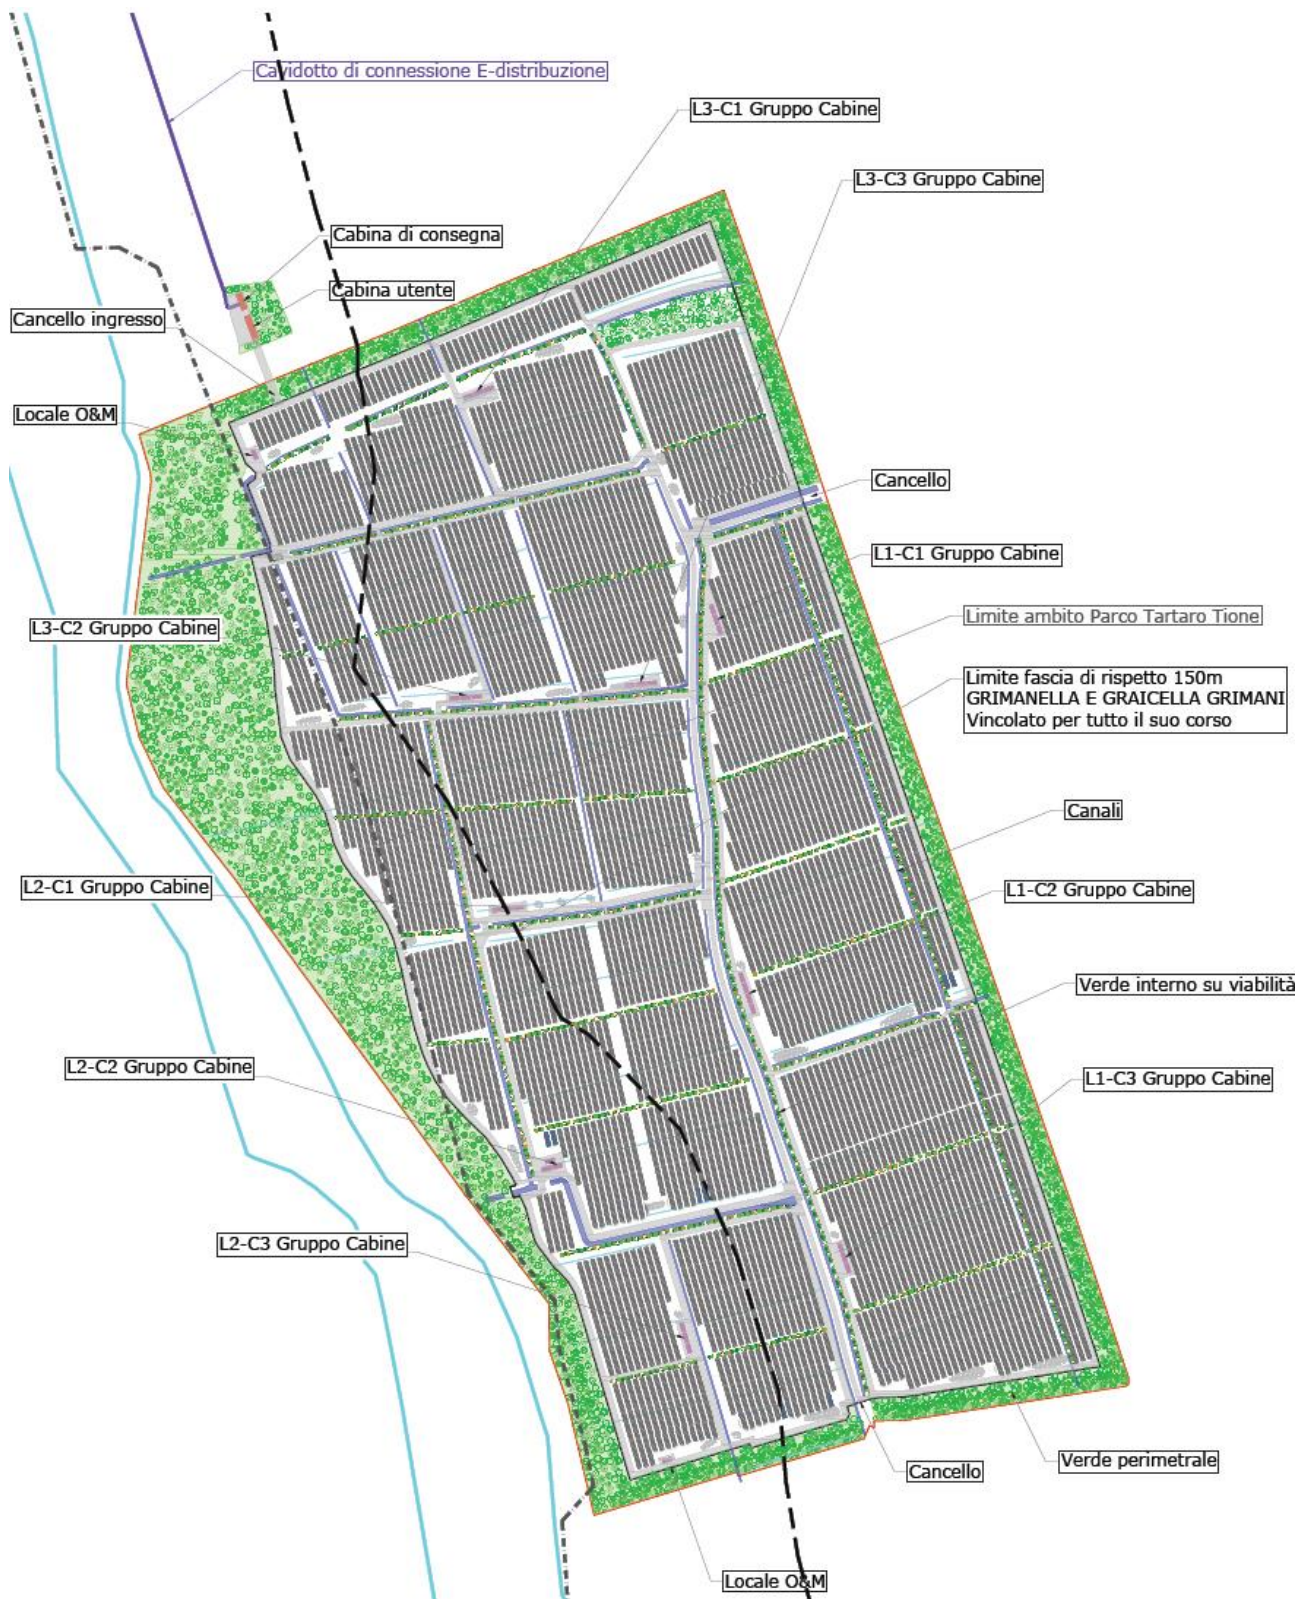 Cavidotto di connessione E-distribuzione
L3-C1 Gruppo Cabine
L3-C3 Gruppo Cabine
Cabina di consegna
Cabina utente
Cancello ingresso
Locale O&M
Cancello
L1-C1 Gruppo Cabine
Limite ambito Parco Tartaro Tione
L3-C2 Gruppo Cabine
Limite fascia di rispetto 150m
GRIMANELLA E GRAICELLA GRIMANI
Vincolato per tutto il suo corso
Canali
L2-C1 Gruppo Cabine
L1-C2 Gruppo Cabine
Verde interno su viabilità
L2-C2 Gruppo Cabine
L1-C3 Gruppo Cabine
L2-C3 Gruppo Cabine
Verde perimetrale
Cancello
Locale O&M